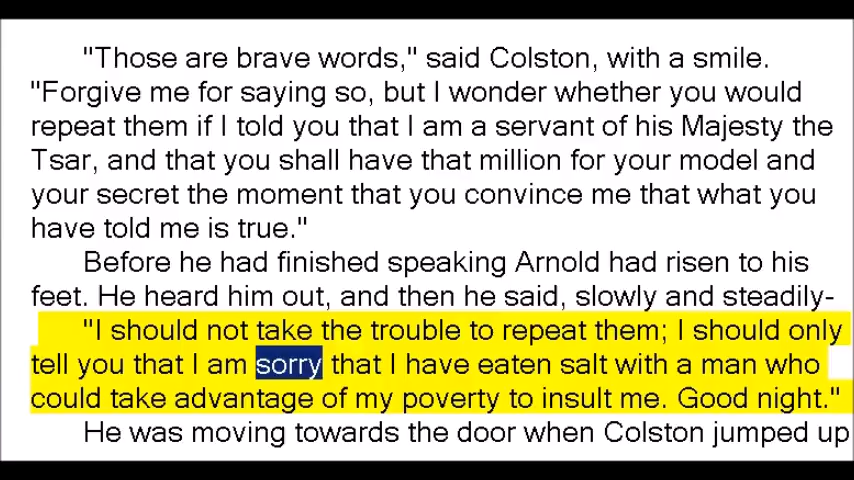 "Those are brave words," said Colston, with a smile.
"Forgive me for saying so, but I wonder whether you would
repeat them if I told you that I am a servant of his Majesty the
Tsar, and that you shall have that million for your model and
your secret the moment that you convince me that what you
have told me is true."
Before he had finished speaking Arnold had risen to his
feet. He heard him out, and then he said, slowly and steadily-
"I should not take the trouble to repeat them; I should only
tell you that I am sorry that I have eaten salt with a man who
could take advantage of my poverty to insult me. Good night."
He was moving towards the door when Colston jumped up